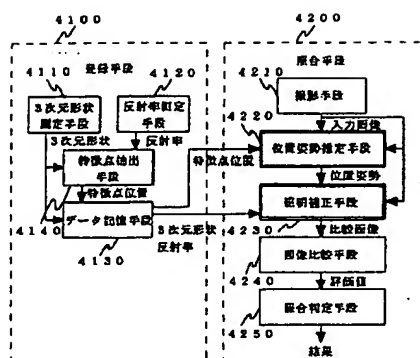 4100
登録手段
4110
4120
3次元形状
測定手段
反射率測定
手段
3次元形状
反射率
特徴点抽出
手段
特徴点位置
4140
データ記憶手段
4130
3次元形状
反射率
特徴点位置
4200
照合手段
4210
撮影手段
4220
入力画像
位置姿勢推定手段
位置姿勢
照明補正手段
4230
比較画像
画像比較手段
4240
評価値
照合判定手段
4250
結果